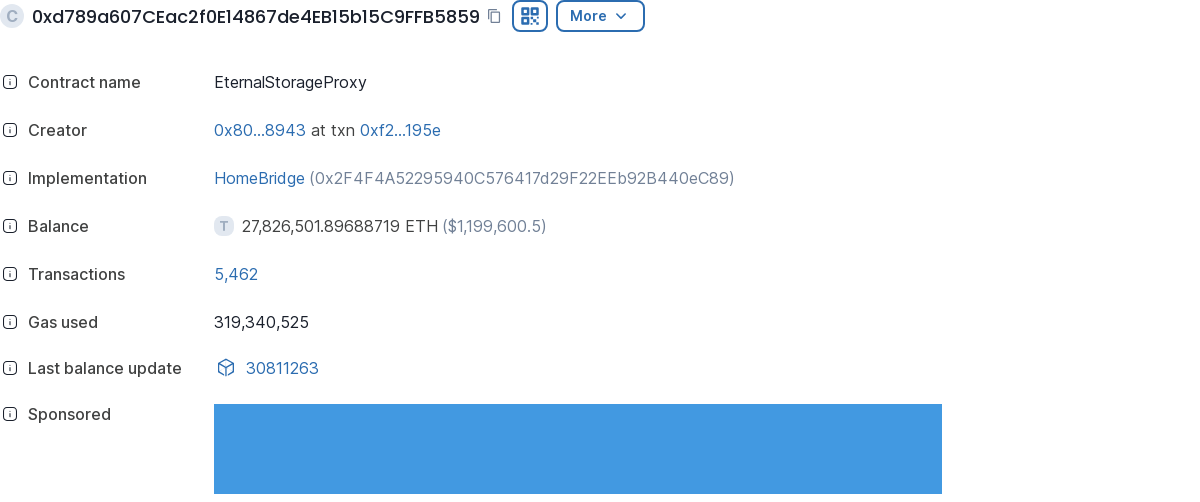 C 0xd789a607CEac2f0E14867de4EB15b15C9FFB5859 More
Contract name EternalStorageProxy
Creator 0x80...8943 at txn 0xf2...195e
Implementation HomeBridge (0x2F4F4A52295940C576417d29F22EEb92B440eC89)
Balance T 27,826,501.89688719 ETH ($1,199,600.5)
Transactions 5,462
Gas used 319,340,525
Last balance update 30811263
Sponsored